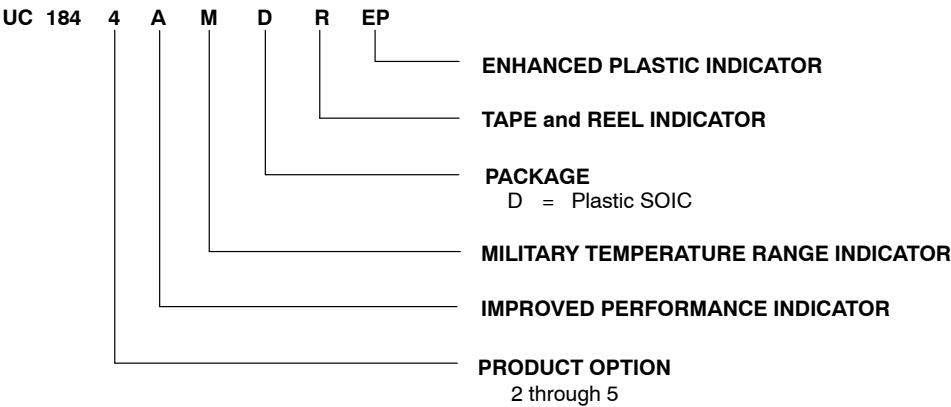 UC 184 4 A M D R EP
ENHANCED PLASTIC INDICATOR
TAPE and REEL INDICATOR
PACKAGE
D = Plastic SOIC
MILITARY TEMPERATURE RANGE INDICATOR
IMPROVED PERFORMANCE INDICATOR
PRODUCT OPTION
2 through 5